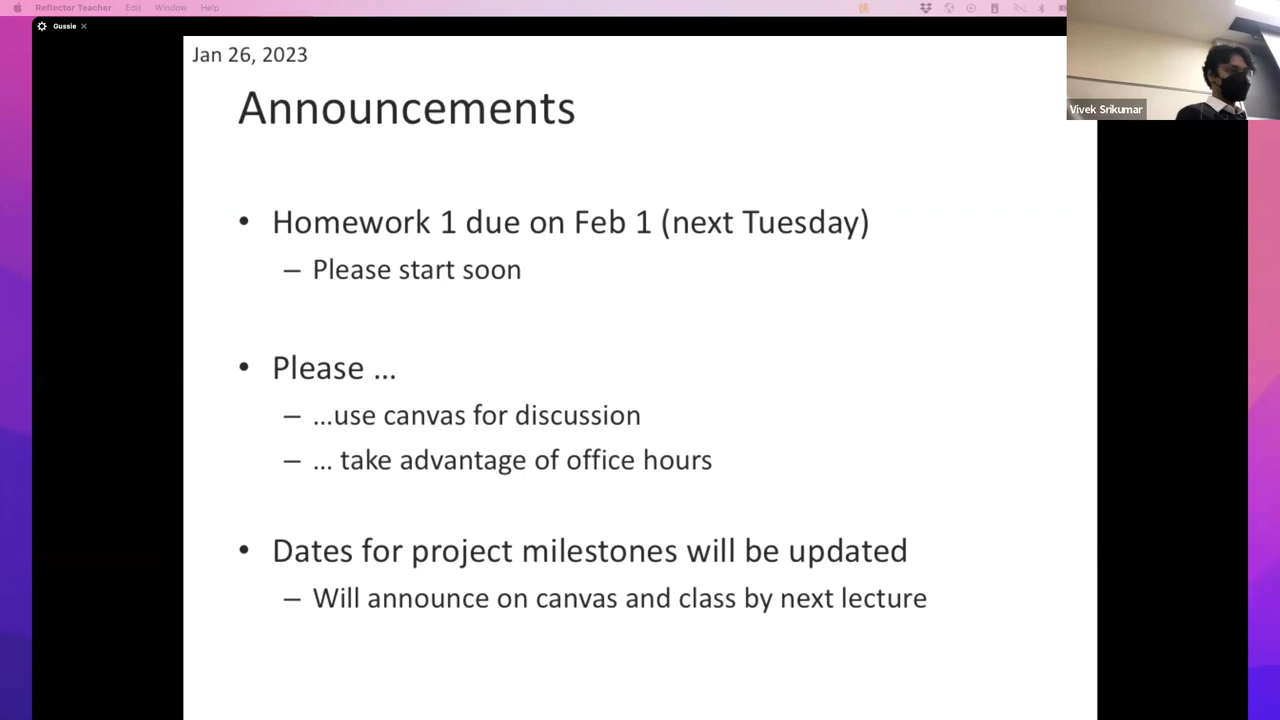 Reflector Teacher Edit Window Help
Gussie
Vivek Srikumar
Jan 26, 2023
Announcements
• Homework 1 due on Feb 1 (next Tuesday)
– Please start soon
• Please ...
– ...use canvas for discussion
– ... take advantage of office hours
• Dates for project milestones will be updated
– Will announce on canvas and class by next lecture